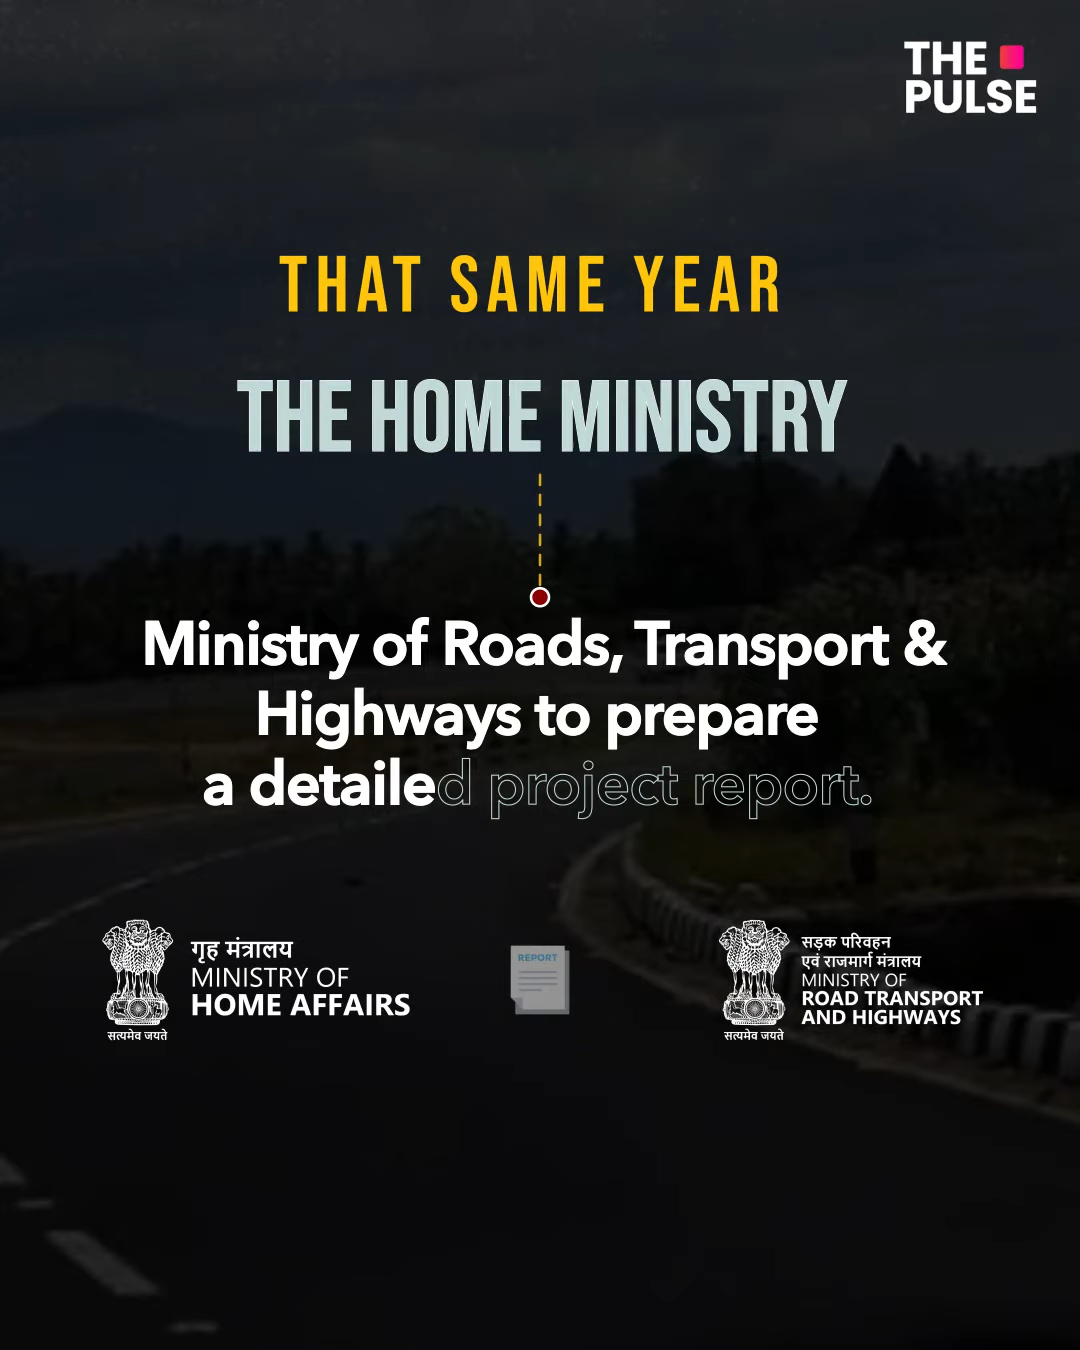 THE
PULSE
THAT SAME YEAR
THE HOME MINISTRY
Ministry of Roads, Transport &
Highways to prepare
a detailed project report.
गृह मंत्रालय
MINISTRY OF
HOME AFFAIRS
सत्यमेव जयते
REPORT
सड़क परिवहन
एवं राजमार्ग मंत्रालय
MINISTRY OF
ROAD TRANSPORT
AND HIGHWAYS
सत्यमेव जयते